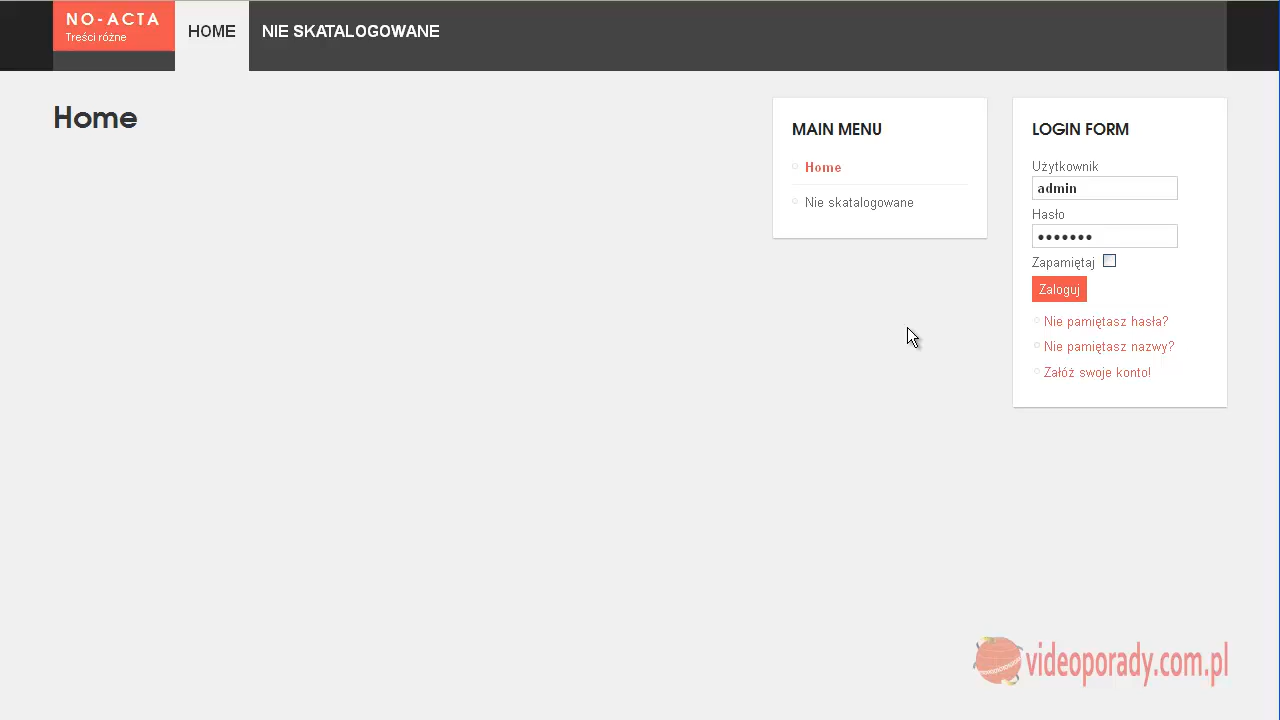 NO-ACTA
Treści różne
HOME
NIE SKATALOGOWANE
Home
MAIN MENU
Home
Nie skatalogowane
LOGIN FORM
Użytkownik
admin
Hasło
•••••••
Zapamiętaj
Zaloguj
Nie pamiętasz hasła?
Nie pamiętasz nazwy?
Załóż swoje konto!
videoporady.com.pl